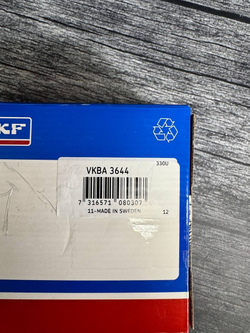 SKF
330U
VKBA 3644
7 316571 080307
11-MADE IN SWEDEN
12